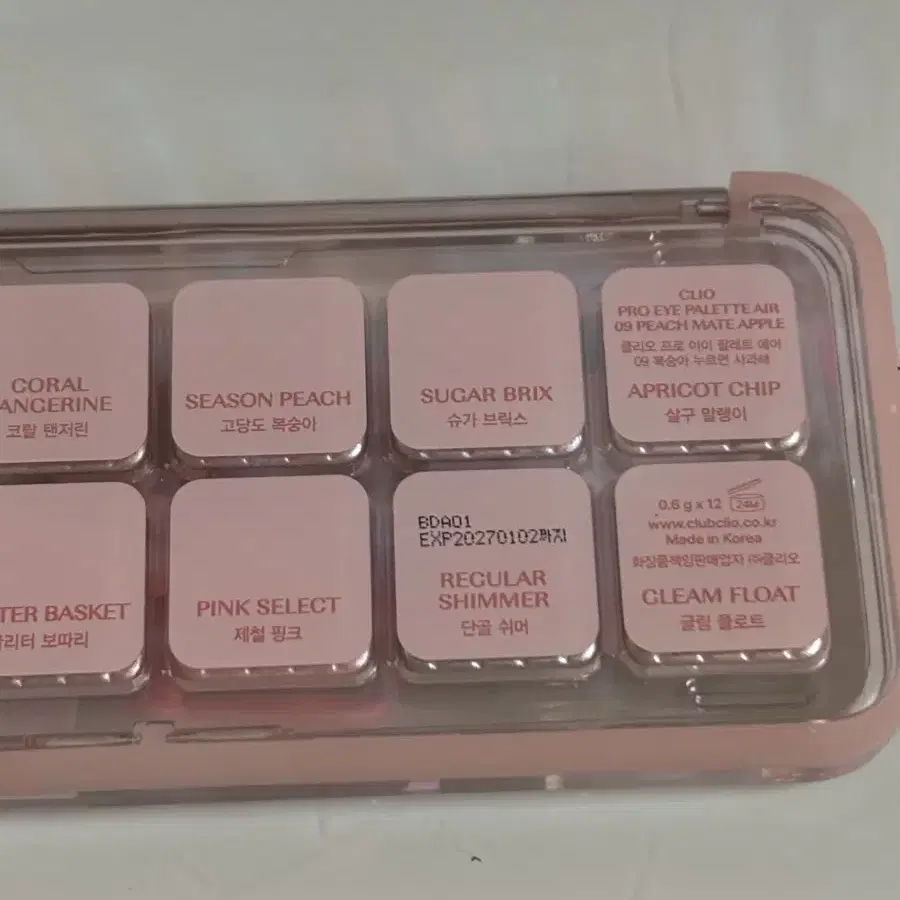 CORAL
ANGERINE
코랄 탠저린
SEASON PEACH
고당도 복숭아
SUGAR BRIX
슈가 브릭스
CLIO
PRO EYE PALETTE AIR
09 PEACH MATE APPLE
클리오 프로 아이 팔레트 에어
09 복숭아 누르면 사과해
APRICOT CHIP
살구 말랭이
TER BASKET
리터 보따리
PINK SELECT
제철 핑크
BDA01
EXP20270102까지
REGULAR
SHIMMER
단골 쉬머
0.6 g x 12 24M
www.clubclio.co.kr
Made in Korea
화장품책임판매업자 ㈜클리오
GLEAM FLOAT
글림 플로트